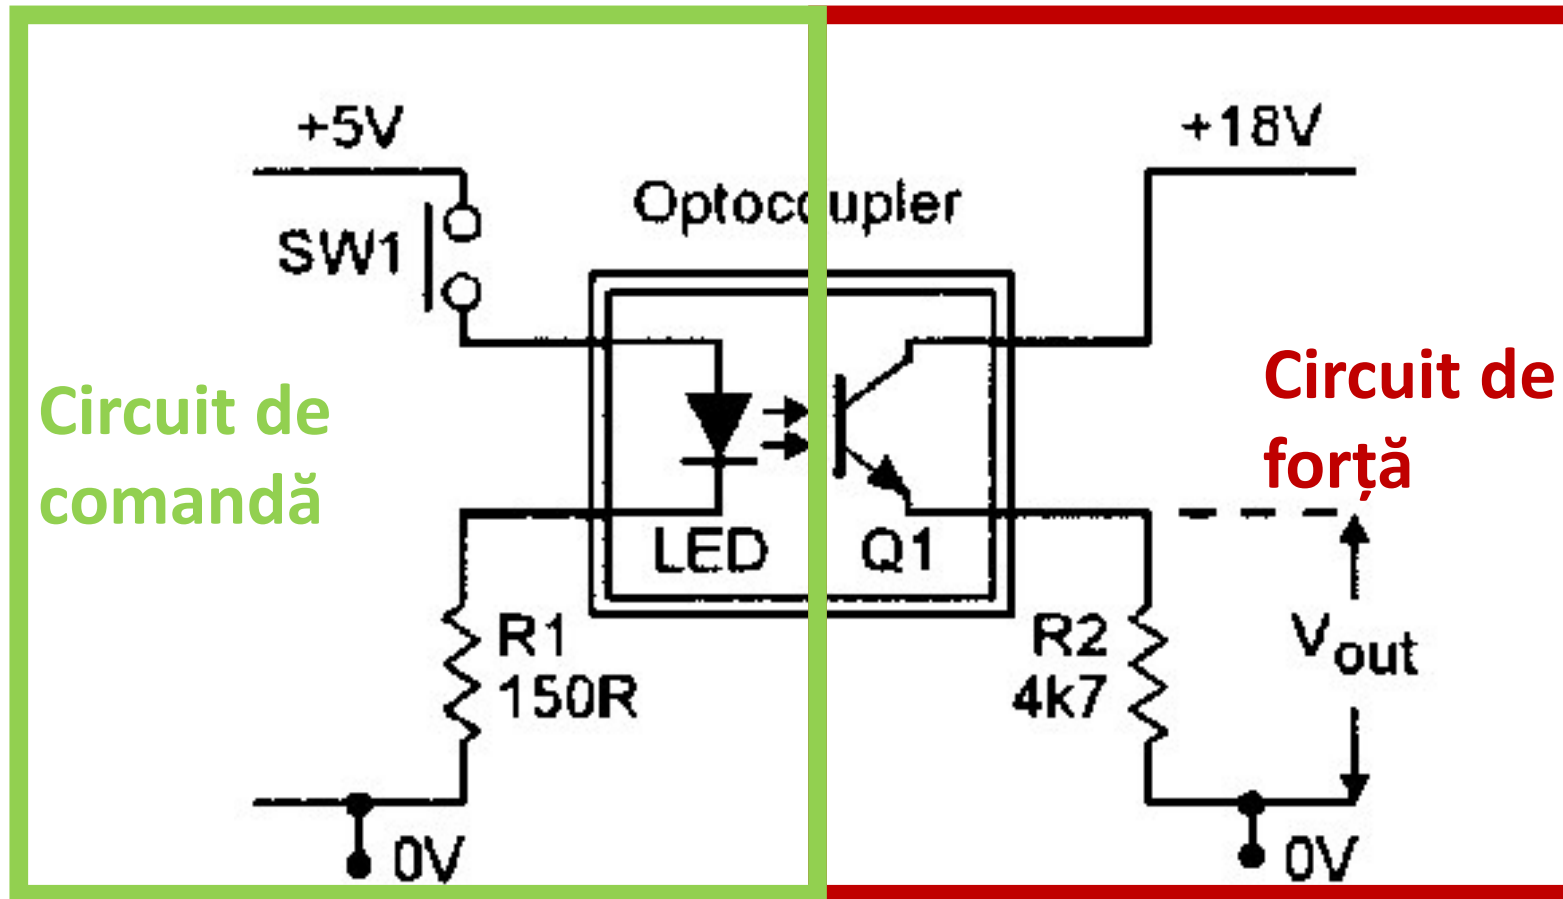 +5V
+18V
Optocoupler
SW1
Circuit de
comandă
Circuit de
forță
LED
Q1
R1
150R
R2
4k7
Vout
0V
0V